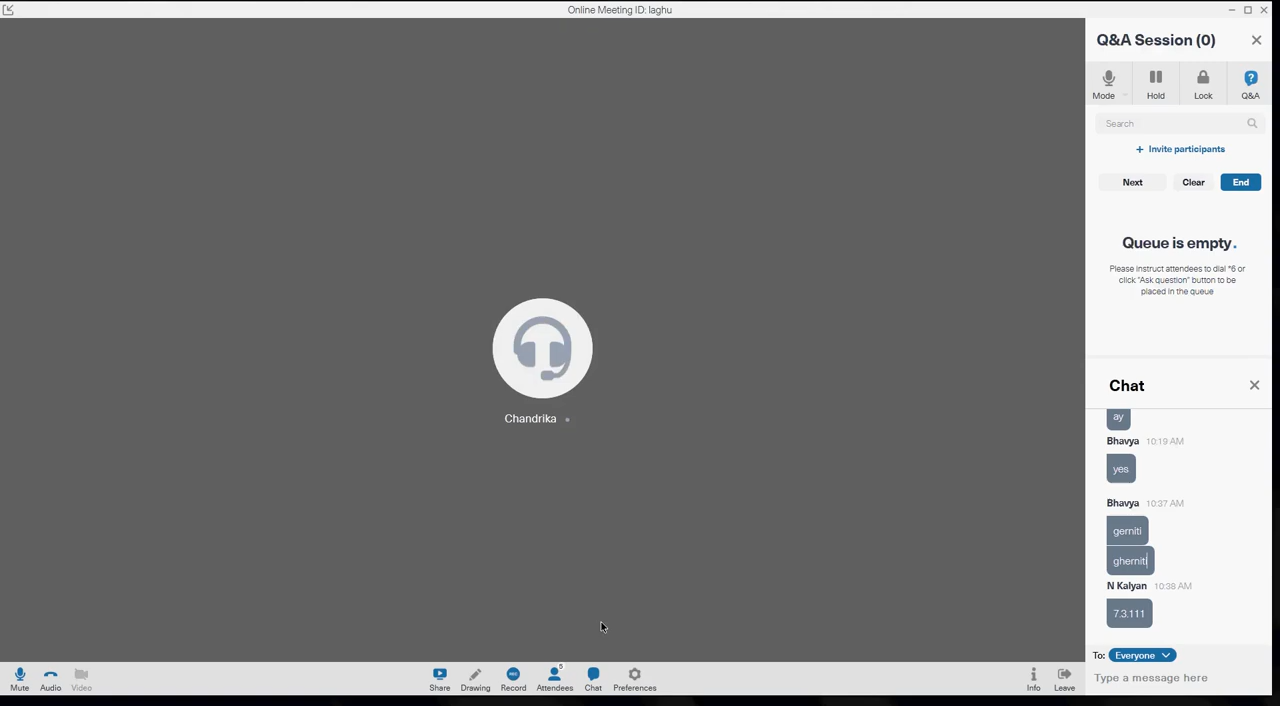 Online Meeting ID: laghu
Q&A Session (0)
Mode
Hold
Lock
Q&A
Search
+ Invite participants
Next
Clear
End
Queue is empty.
Please instruct attendees to dial *6 or
click "Ask question" button to be
placed in the queue
Chandrika
Chat
ay
Bhavya 10:19 AM
yes
Bhavya 10:37 AM
gerniti
gherniti
N Kalyan 10:38 AM
7.3.111
To: Everyone
Type a message here
Mute
Audio
Video
Share
Drawing
REC
Record
5
Attendees
Chat
Preferences
Info
Leave